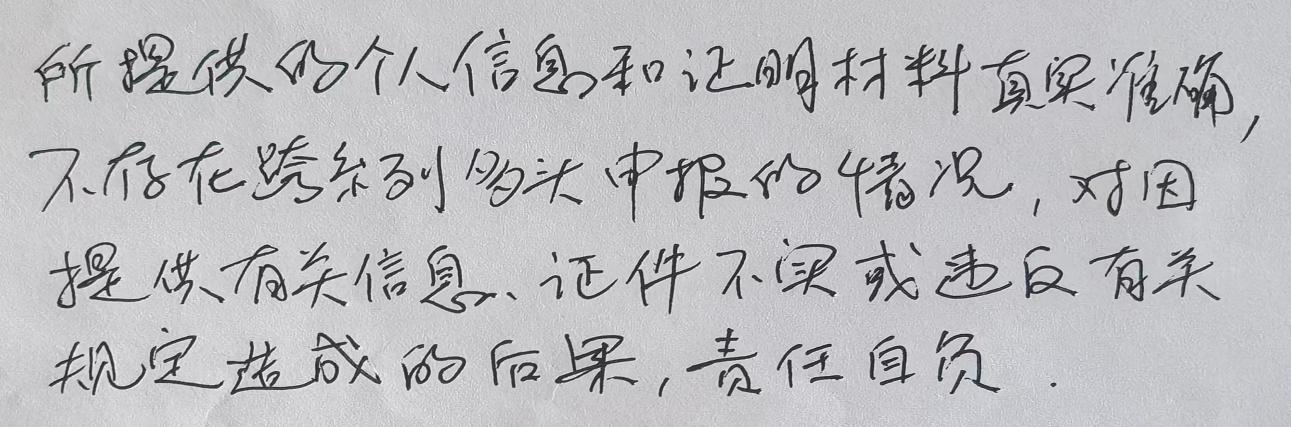 所提供的个人信息和证明材料真实准确,
不存在跨系列多头申报的情况,对因
提供有关信息、证件不实或违反有关
规定造成的后果,责任自负.